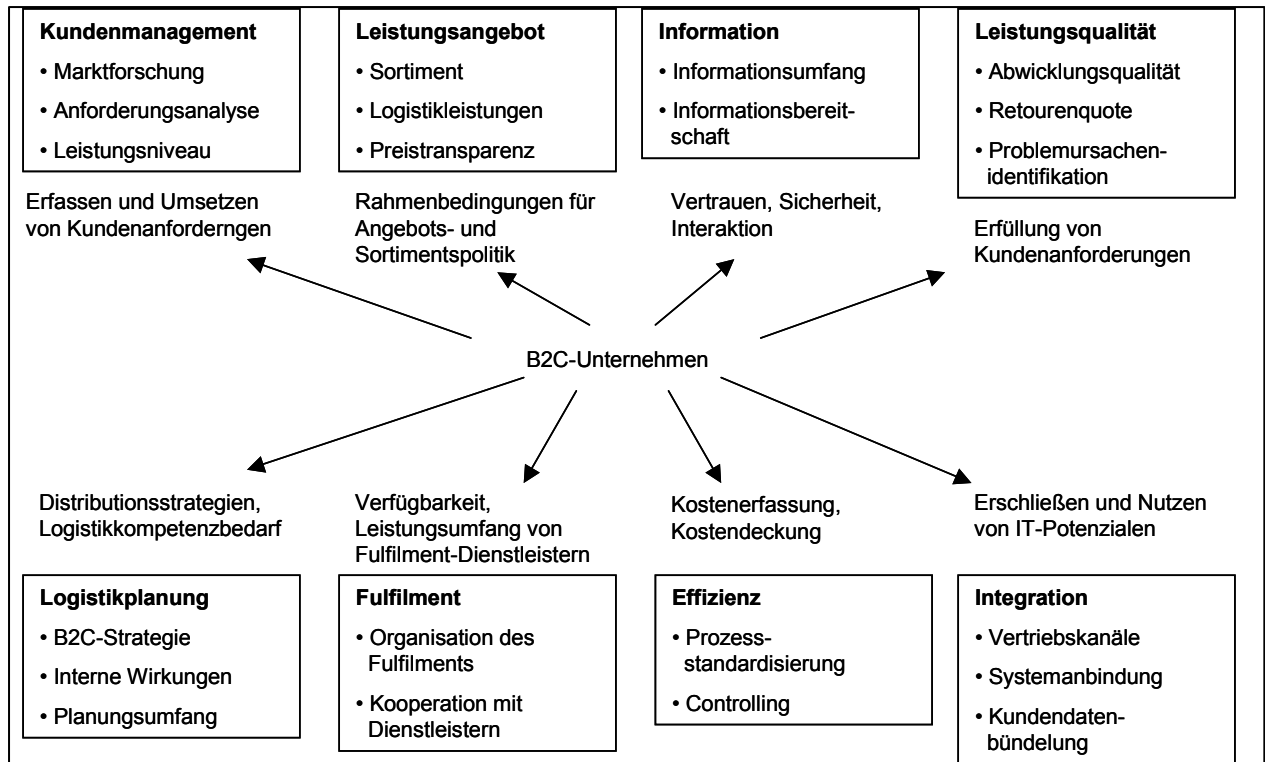 Kundenmanagement
• Marktforschung
• Anforderungsanalyse
• Leistungsniveau
Erfassen und Umsetzen
von Kundenanforderngen
Leistungsangebot
• Sortiment
• Logistikleistungen
• Preistransparenz
Rahmenbedingungen für
Angebots- und
Sortimentspolitik
Information
• Informationsumfang
• Informationsbereit-
schaft
Vertrauen, Sicherheit,
Interaktion
Leistungsqualität
• Abwicklungsqualität
• Retourenquote
• Problemursachen-
identifikation
Erfüllung von
Kundenanforderungen
B2C-Unternehmen
Distributionsstrategien,
Logistikkompetenzbedarf
Logistikplanung
• B2C-Strategie
• Interne Wirkungen
• Planungsumfang
Verfügbarkeit,
Leistungsumfang von
Fulfilment-Dienstleistern
Fulfilment
• Organisation des
Fulfilments
• Kooperation mit
Dienstleistern
Kostenerfassung,
Kostendeckung
Effizienz
• Prozess-
standardisierung
• Controlling
Erschließen und Nutzen
von IT-Potenzialen
Integration
• Vertriebskanäle
• Systemanbindung
• Kundendaten-
bündelung